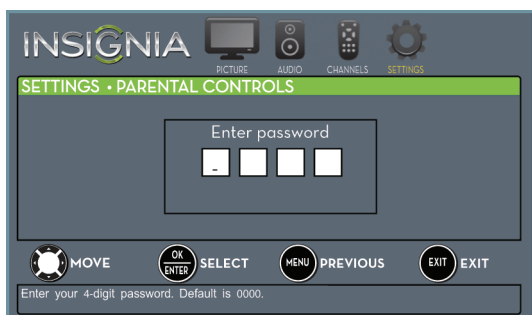 INSIGNIA
PICTURE AUDIO CHANNELS SETTINGS
SETTINGS • PARENTAL CONTROLS
Enter password
_
MOVE OK ENTER SELECT MENU PREVIOUS EXIT EXIT
Enter your 4-digit password. Default is 0000.